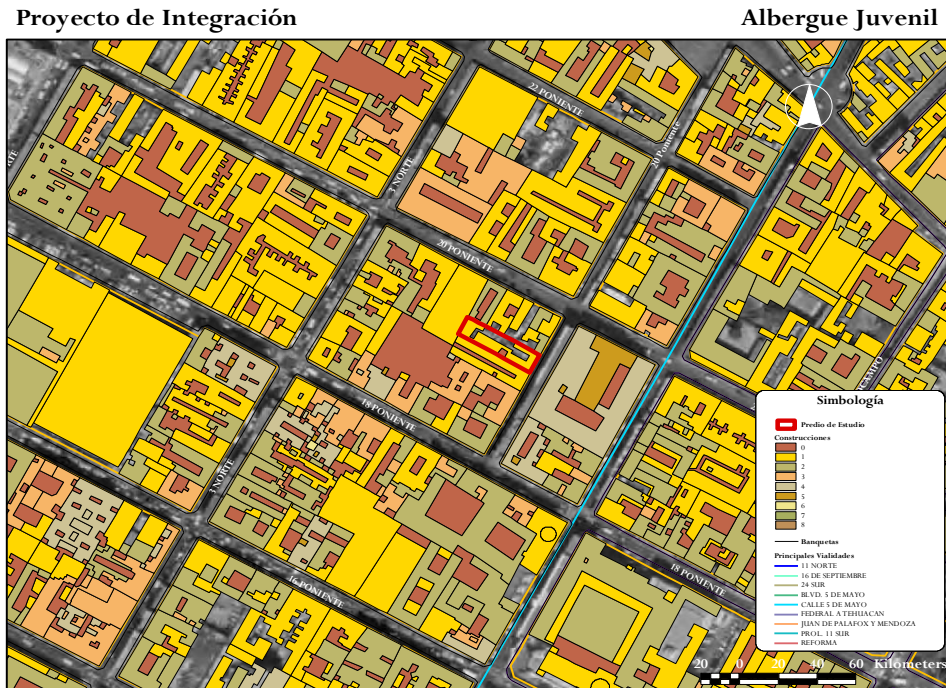 Proyecto de Integración
Albergue Juvenil
22 PONIENTE
20 Poniente
3 NORTE
20 PONIENTE
18 PONIENTE
3 NORTE
16 PONIENTE
18 PONIENTE
Simbología
Predio de Estudio
Construcciones
0
1
2
3
4
5
6
7
8
Banquetas
Principales Vialidades
11 NORTE
16 DE SEPTIEMBRE
24 SUR
BLVD. 5 DE MAYO
CALLE 5 DE MAYO
FEDERAL A TEHUACAN
JUAN DE PALAFOX Y MENDOZA
PROL. 11 SUR
REFORMA
20 0 20 40 60 Kilometers